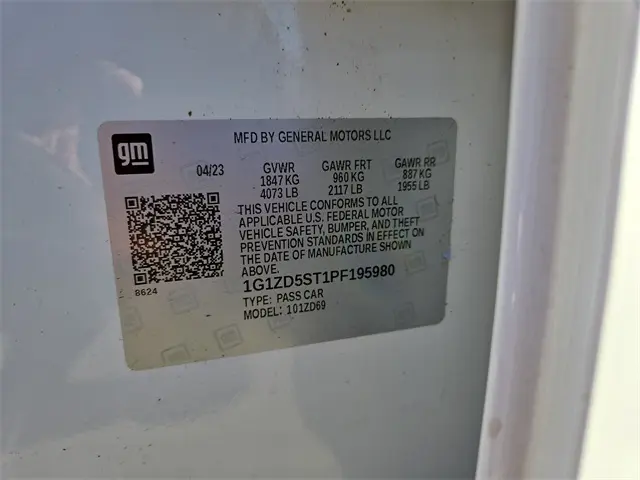 gm
MFD BY GENERAL MOTORS LLC
04/23 GVWR GAWR FRT GAWR RR
1847 KG 960 KG 887 KG
4073 LB 2117 LB 1955 LB
THIS VEHICLE CONFORMS TO ALL
APPLICABLE U.S. FEDERAL MOTOR
VEHICLE SAFETY, BUMPER, AND THEFT
PREVENTION STANDARDS IN EFFECT ON
THE DATE OF MANUFACTURE SHOWN
ABOVE.
8624
1G1ZD5ST1PF195980
TYPE: PASS CAR
MODEL: 101ZD69